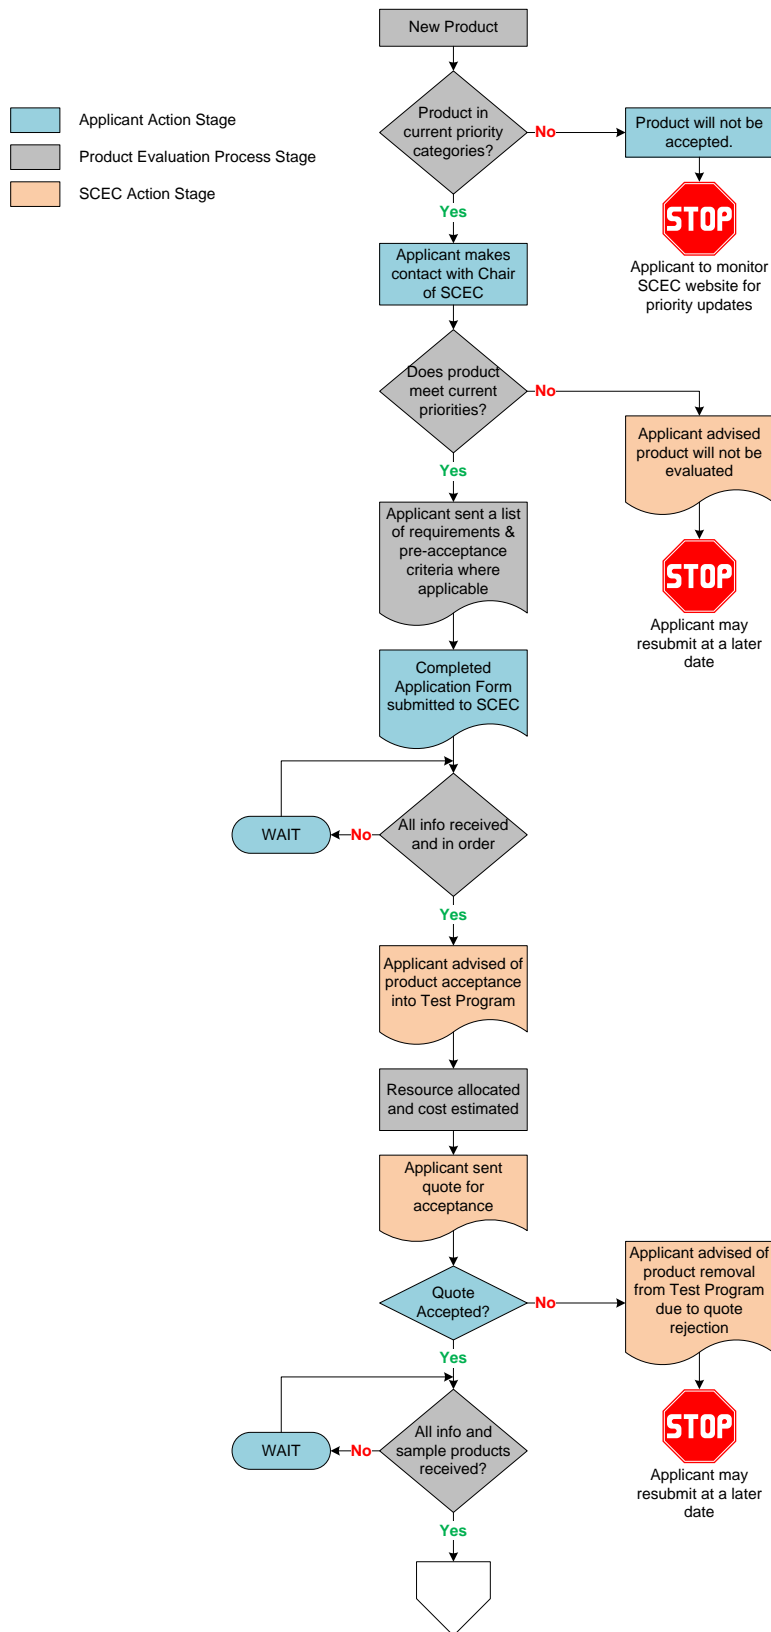 New Product
Applicant Action Stage
Product Evaluation Process Stage
SCEC Action Stage
Product in
current priority
categories?
No
Product will not be
accepted.
STOP
Applicant to monitor
SCEC website for
priority updates
Yes
Applicant makes
contact with Chair
of SCEC
Does product
meet current
priorities?
No
Applicant advised
product will not be
evaluated
STOP
Applicant may
resubmit at a later
date
Yes
Applicant sent a list
of requirements &
pre-acceptance
criteria where
applicable
Completed
Application Form
submitted to SCEC
All info received
and in order
No
WAIT
Yes
Applicant advised of
product acceptance
into Test Program
Resource allocated
and cost estimated
Applicant sent
quote for
acceptance
Quote
Accepted?
No
Applicant advised of
product removal
from Test Program
due to quote
rejection
STOP
Applicant may
resubmit at a later
date
Yes
All info and
sample products
received?
No
WAIT
Yes